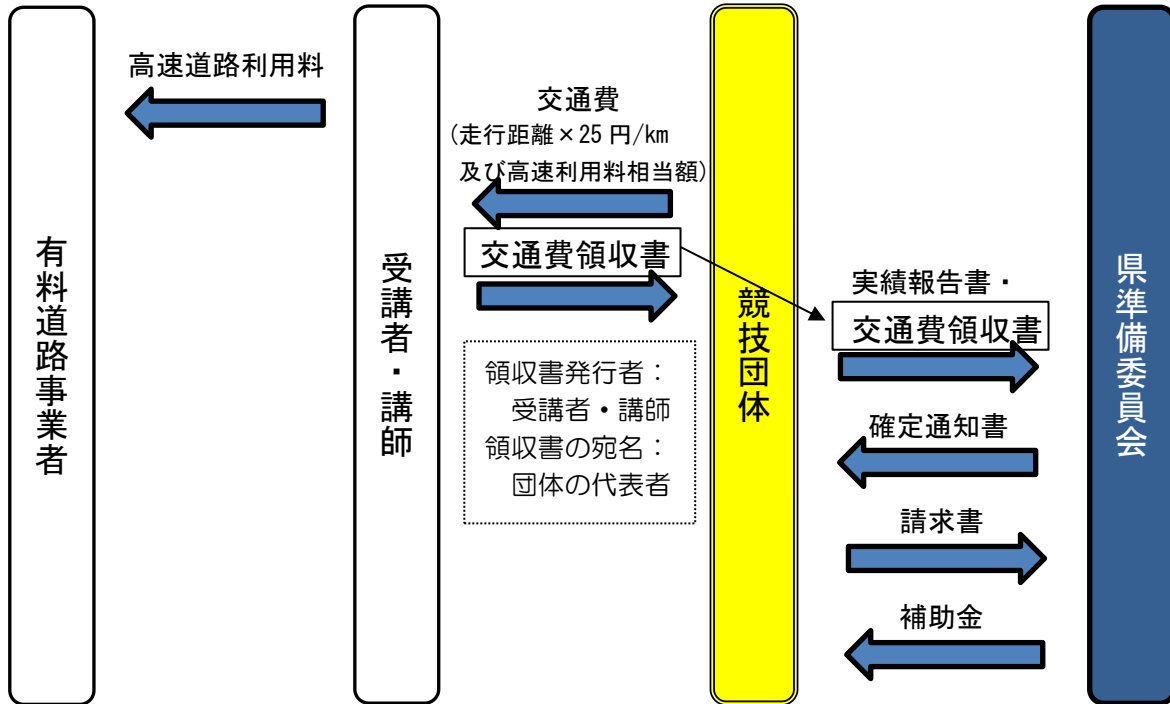 有料道路事業者
高速道路利用料
受講者・講師
交通費
(走行距離×25円/km
及び高速利用料相当額)
交通費領収書
領収書発行者：
受講者・講師
領収書の宛名：
団体の代表者
競技団体
実績報告書・
交通費領収書
確定通知書
請求書
補助金
県準備委員会